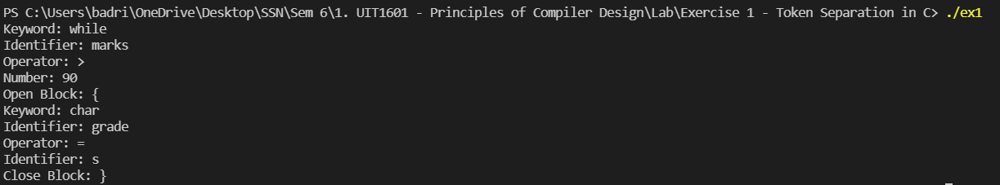 PS C:\Users\badri\OneDrive\Desktop\SSN\Sem 6\1. UIT1601 - Principles of Compiler Design\Lab\Exercise 1 - Token Separation in C> ./ex1
Keyword: while
Identifier: marks
Operator: >
Number: 90
Open Block: {
Keyword: char
Identifier: grade
Operator: =
Identifier: s
Close Block: }